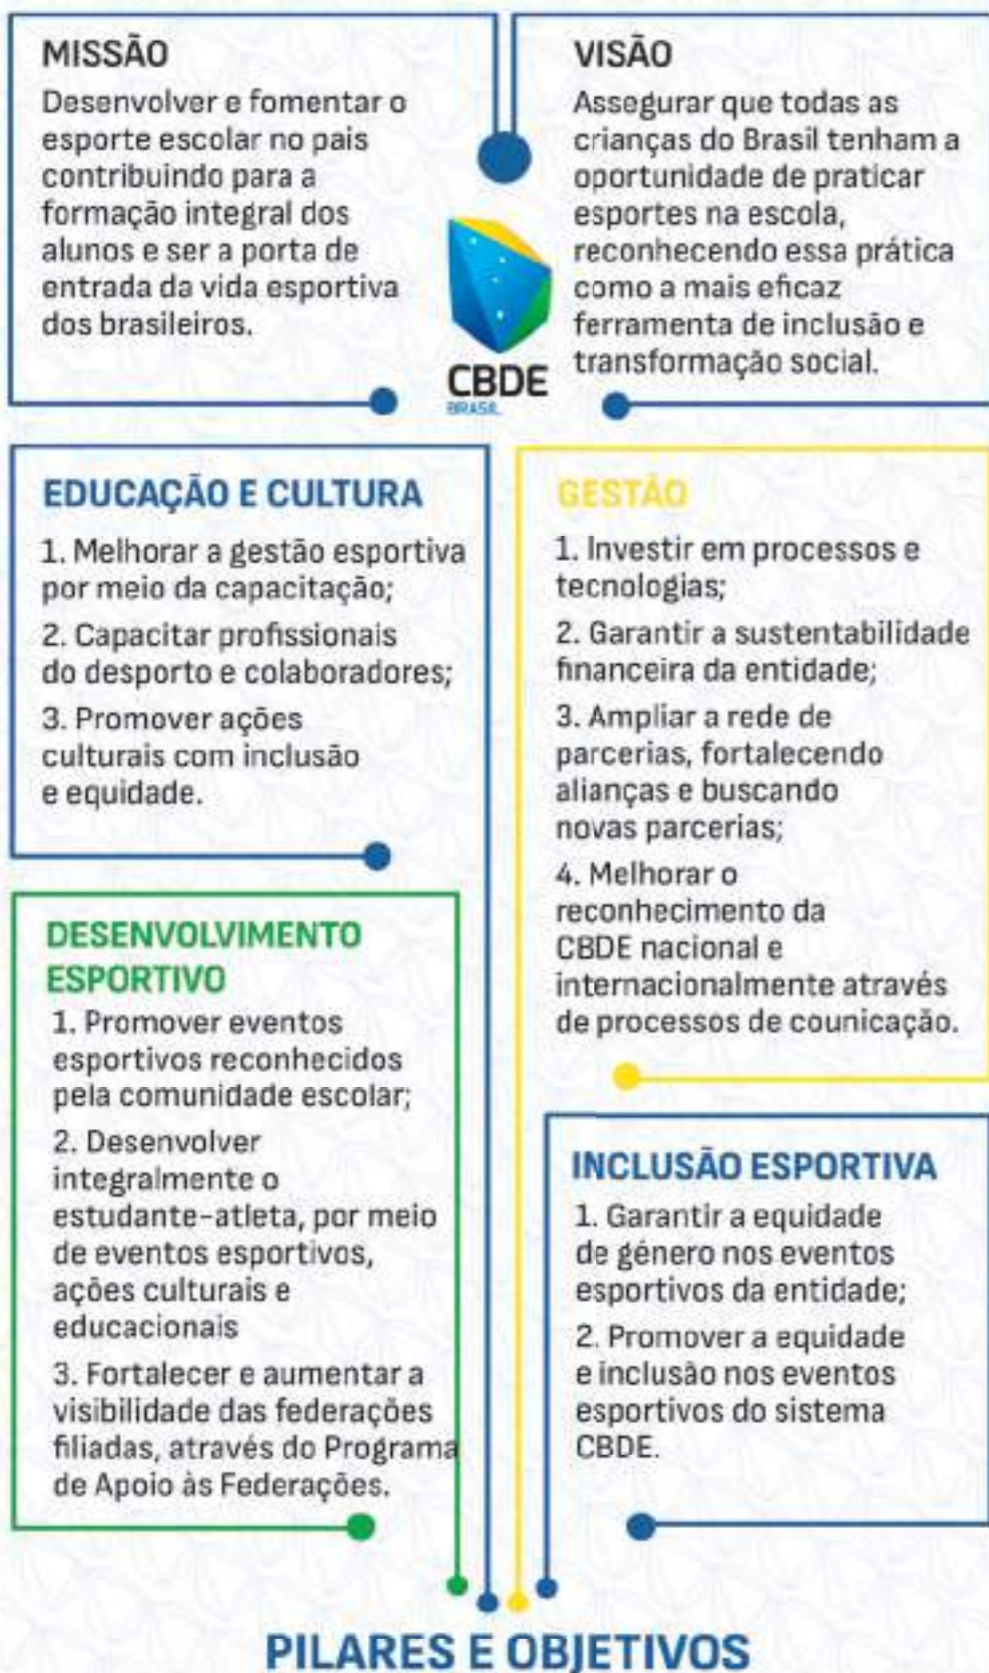 MISSÃO
Desenvolver e fomentar o
esporte escolar no pais
contribuindo para a
formação integral dos
alunos e ser a porta de
entrada da vida esportiva
dos brasileiros.
VISÃO
Assegurar que todas as
crianças do Brasil tenham a
oportunidade de praticar
esportes na escola,
reconhecendo essa prática
como a mais eficaz
ferramenta de inclusão e
transformação social.
CBDE
BRASIL
EDUCAÇÃO E CULTURA
1. Melhorar a gestão esportiva
por meio da capacitação;
2. Capacitar profissionais
do desporto e colaboradores;
3. Promover ações
culturais com inclusão
e equidade.
GESTÃO
1. Investir em processos e
tecnologias;
2. Garantir a sustentabilidade
financeira da entidade;
3. Ampliar a rede de
parcerias, fortalecendo
alianças e buscando
novas parcerias;
4. Melhorar o
reconhecimento da
CBDE nacional e
internacionalmente através
de processos de counicação.
DESENVOLVIMENTO
ESPORTIVO
1. Promover eventos
esportivos reconhecidos
pela comunidade escolar;
2. Desenvolver
integralmente o
estudante-atleta, por meio
de eventos esportivos,
ações culturais e
educacionais
3. Fortalecer e aumentar a
visibilidade das federações
filiadas, através do Programa
de Apoio às Federações.
INCLUSÃO ESPORTIVA
1. Garantir a equidade
de género nos eventos
esportivos da entidade;
2. Promover a equidade
e inclusão nos eventos
esportivos do sistema
CBDE.
PILARES E OBJETIVOS